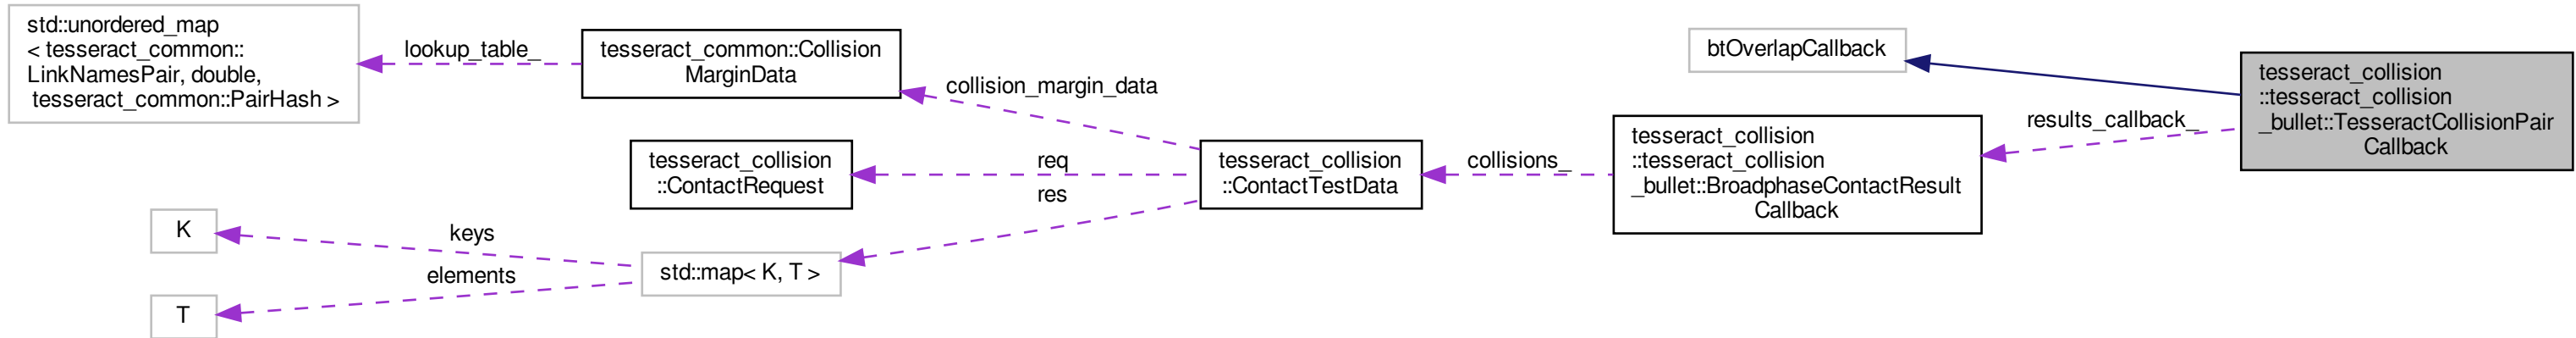 std::unordered_map
< tesseract_common::
LinkNamesPair, double,
tesseract_common::PairHash >
lookup_table_
tesseract_common::Collision
MarginData
collision_margin_data
tesseract_collision
::ContactRequest
req
res
K
T
keys
elements
std::map< K, T >
tesseract_collision
::ContactTestData
collisions_
btOverlapCallback
tesseract_collision
::tesseract_collision
_bullet::BroadphaseContactResult
Callback
results_callback_
tesseract_collision
::tesseract_collision
_bullet::TesseractCollisionPair
Callback